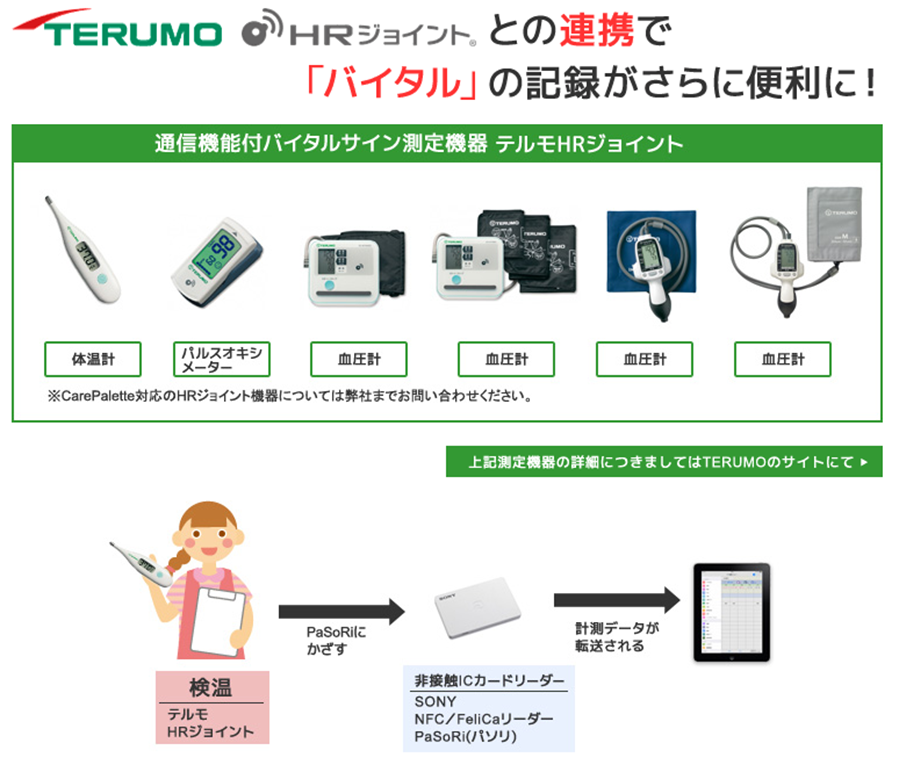 TERUMO HRジョイント® との連携で
「バイタル」の記録がさらに便利に!
通信機能付バイタルサイン測定機器 テルモHRジョイント
体温計
パルスオキシ
メーター
血圧計
血圧計
血圧計
血圧計
※CarePalette対応のHRジョイント機器については弊社までお問い合わせください。
上記測定機器の詳細につきましてはTERUMOのサイトにて
PaSoRiに
かざす
SONY
計測データが
転送される
検温
テルモ
HRジョイント
非接触ICカードリーダー
SONY
NFC/FeliCaリーダー
PaSoRi(パソリ)